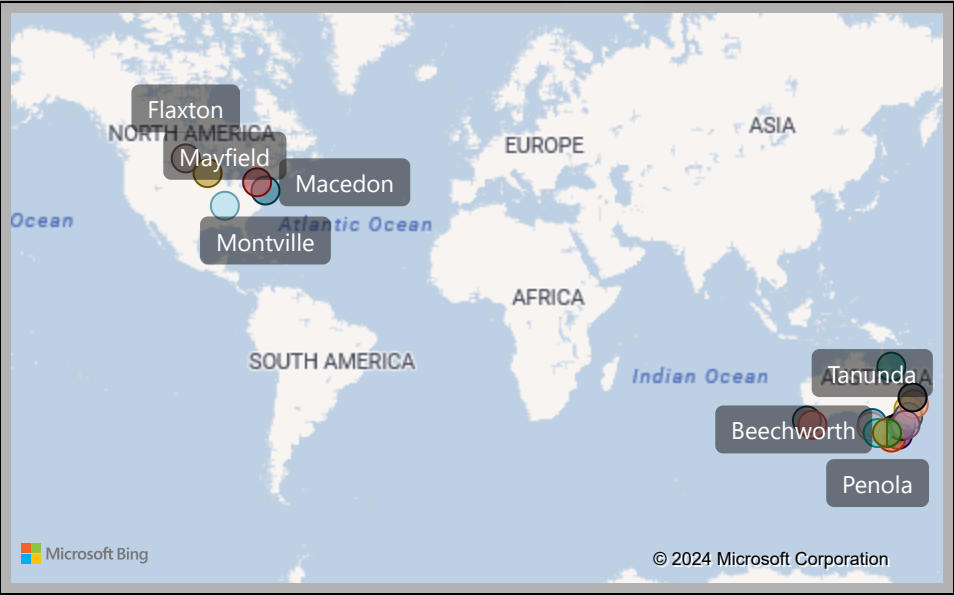 Flaxton
NORTH AMERICA
Mayfield
Macedon
Montville
Ocean
Atlantic Ocean
EUROPE
ASIA
AFRICA
SOUTH AMERICA
Indian Ocean
AUSTRALIA
Tanunda
Beechworth
Penola
Microsoft Bing
© 2024 Microsoft Corporation